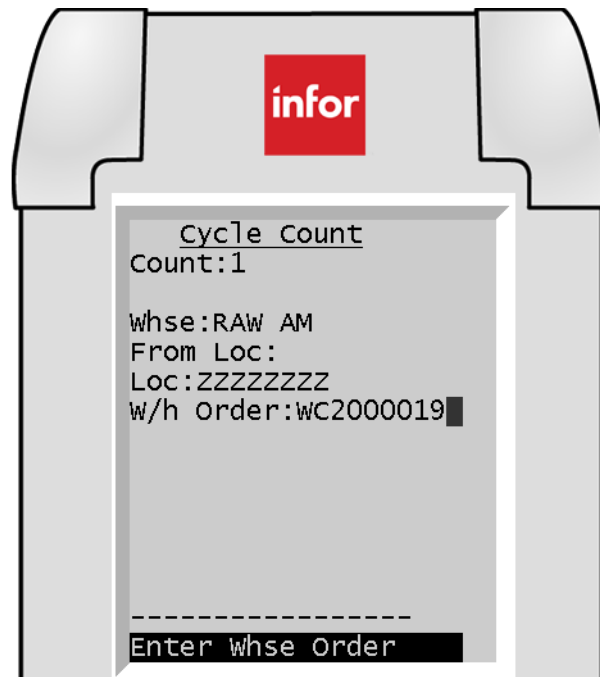 infor
Cycle Count
Count:1
Whse:RAW AM
From Loc:
Loc:ZZZZZZZZ
W/h Order:WC2000019
-----------------
Enter Whse Order